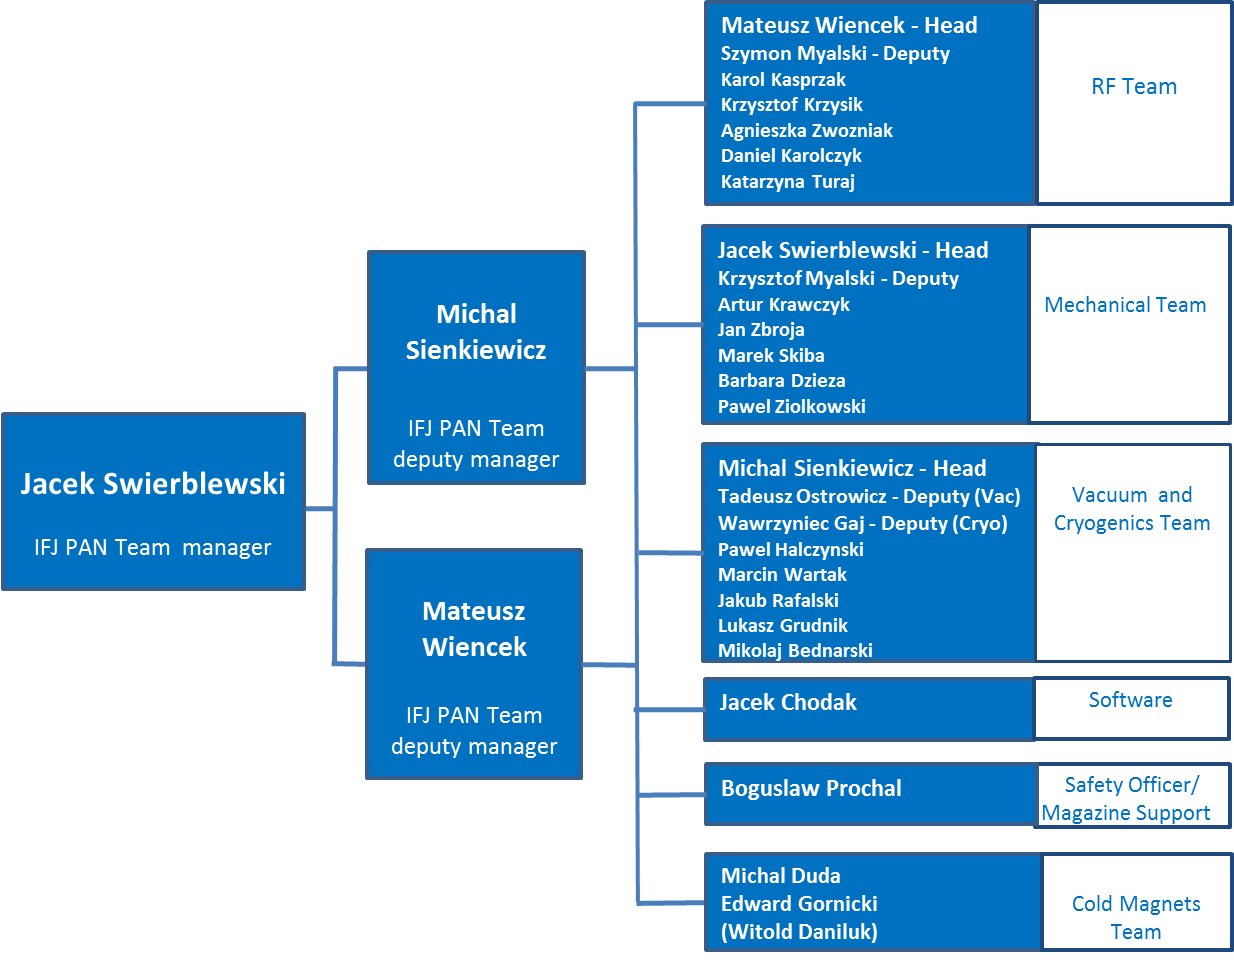 Jacek Swierblewski
IFJ PAN Team manager
Michal
Sienkiewicz
IFJ PAN Team
deputy manager
Mateusz
Wiencek
IFJ PAN Team
deputy manager
Mateusz Wiencek - Head
Szymon Myalski - Deputy
Karol Kasprzak
Krzysztof Krzysik
Agnieszka Zwozniak
Daniel Karolczyk
Katarzyna Turaj
RF Team
Jacek Swierblewski - Head
Krzysztof Myalski - Deputy
Artur Krawczyk
Jan Zbroja
Marek Skiba
Barbara Dzieza
Pawel Ziolkowski
Mechanical Team
Michal Sienkiewicz - Head
Tadeusz Ostrowicz - Deputy (Vac)
Wawrzyniec Gaj - Deputy (Cryo)
Pawel Halczynski
Marcin Wartak
Jakub Rafalski
Lukasz Grudnik
Mikolaj Bednarski
Vacuum and
Cryogenics Team
Jacek Chodak
Software
Boguslaw Prochal
Safety Officer/
Magazine Support
Michal Duda
Edward Gornicki
(Witold Daniluk)
Cold Magnets
Team